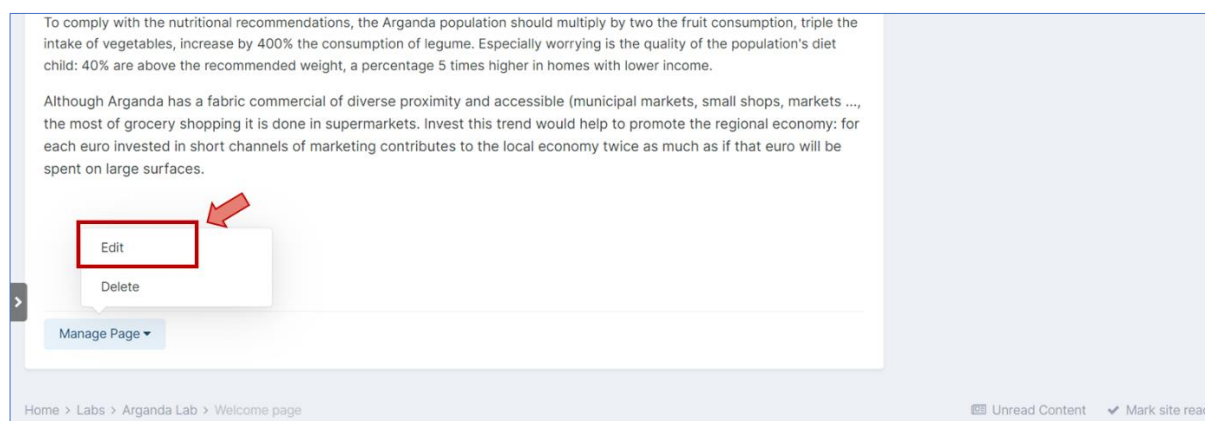 To comply with the nutritional recommendations, the Arganda population should multiply by two the fruit consumption, triple the
intake of vegetables, increase by 400% the consumption of legume. Especially worrying is the quality of the population's diet
child: 40% are above the recommended weight, a percentage 5 times higher in homes with lower income.
Although Arganda has a fabric commercial of diverse proximity and accessible (municipal markets, small shops, markets ...,
the most of grocery shopping it is done in supermarkets. Invest this trend would help to promote the regional economy: for
each euro invested in short channels of marketing contributes to the local economy twice as much as if that euro will be
spent on large surfaces.
Edit
Delete
Manage Page
Home > Labs > Arganda Lab > Welcome page
Unread Content Mark site read